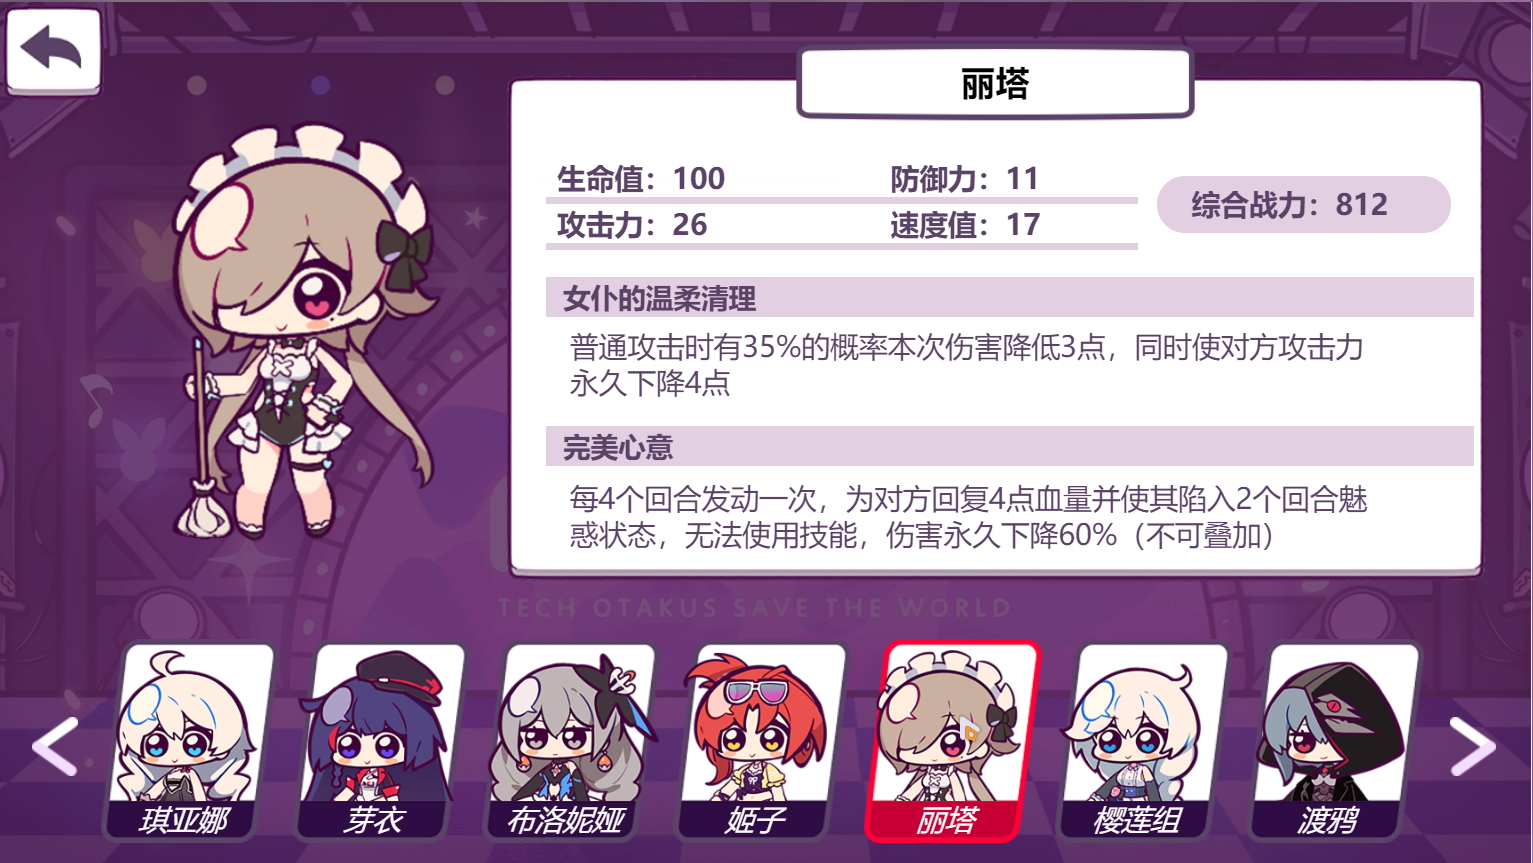 丽塔
生命值：100 防御力：11
攻击力：26 速度值：17
综合战力：812
女仆的温柔清理
普通攻击时有35%的概率本次伤害降低3点，同时使对方攻击力
永久下降4点
完美心意
每4个回合发动一次，为对方回复4点血量并使其陷入2个回合魅
惑状态，无法使用技能，伤害永久下降60%（不可叠加）
TECH OTAKUS SAVE THE WORLD
琪亚娜
芽衣
布洛妮娅
姬子
丽塔
樱莲组
渡鸦